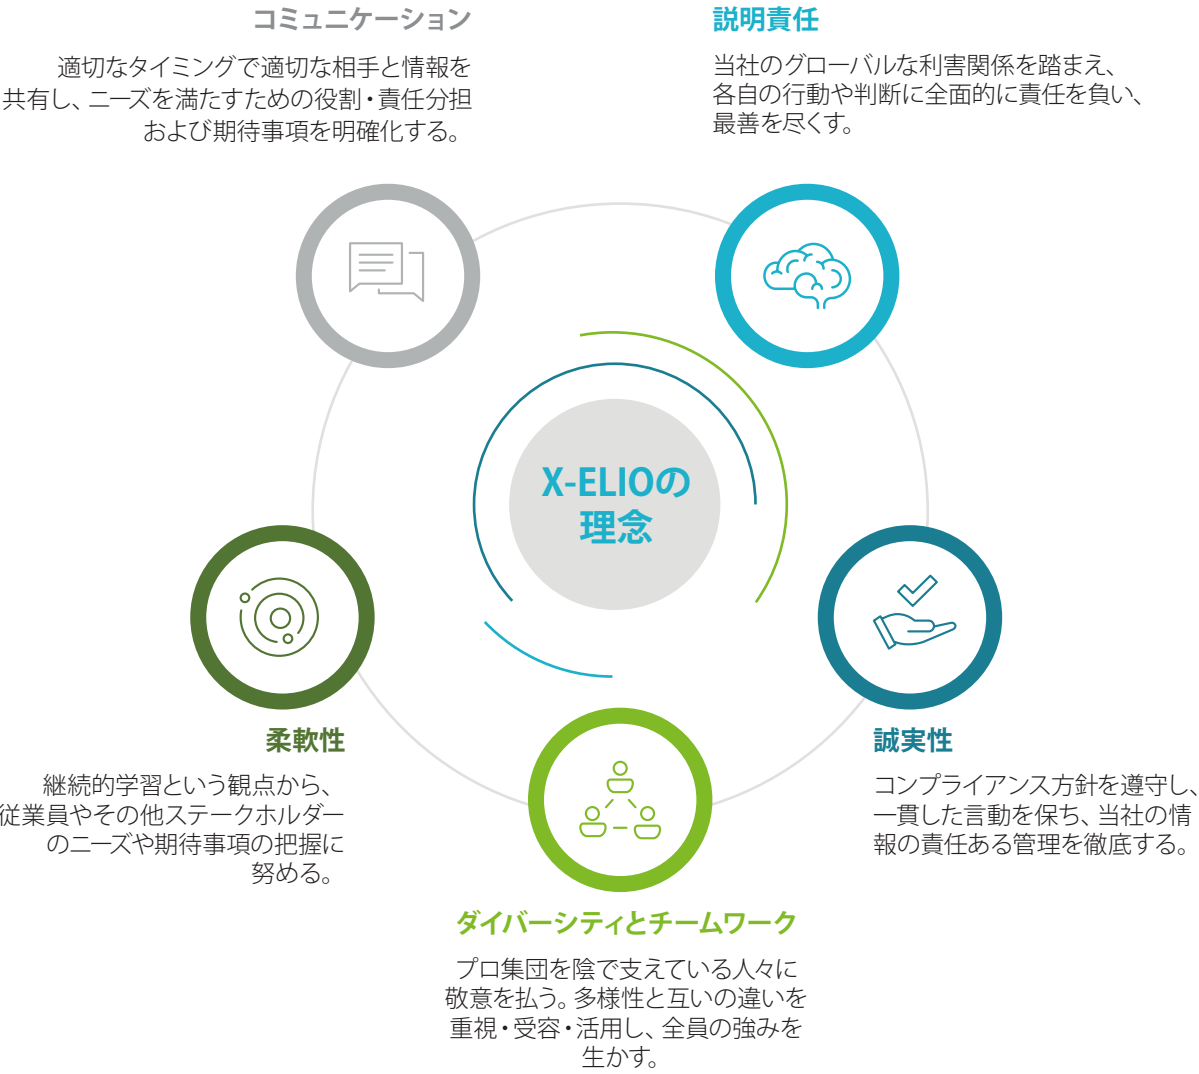 コミュニケーション
適切なタイミングで適切な相手と情報を
共有し、ニーズを満たすための役割・責任分担
および期待事項を明確化する。
説明責任
当社のグローバルな利害関係を踏まえ、
各自の行動や判断に全面的に責任を負い、
最善を尽くす。
X-ELIOの
理念
柔軟性
継続的学習という観点から、
従業員やその他ステークホルダー
のニーズや期待事項の把握に
努める。
誠実性
コンプライアンス方針を遵守し、
一貫した言動を保ち、当社の情
報の責任ある管理を徹底する。
ダイバーシティとチームワーク
プロ集団を陰で支えている人々に
敬意を払う。多様性と互いの違いを
重視・受容・活用し、全員の強みを
生かす。